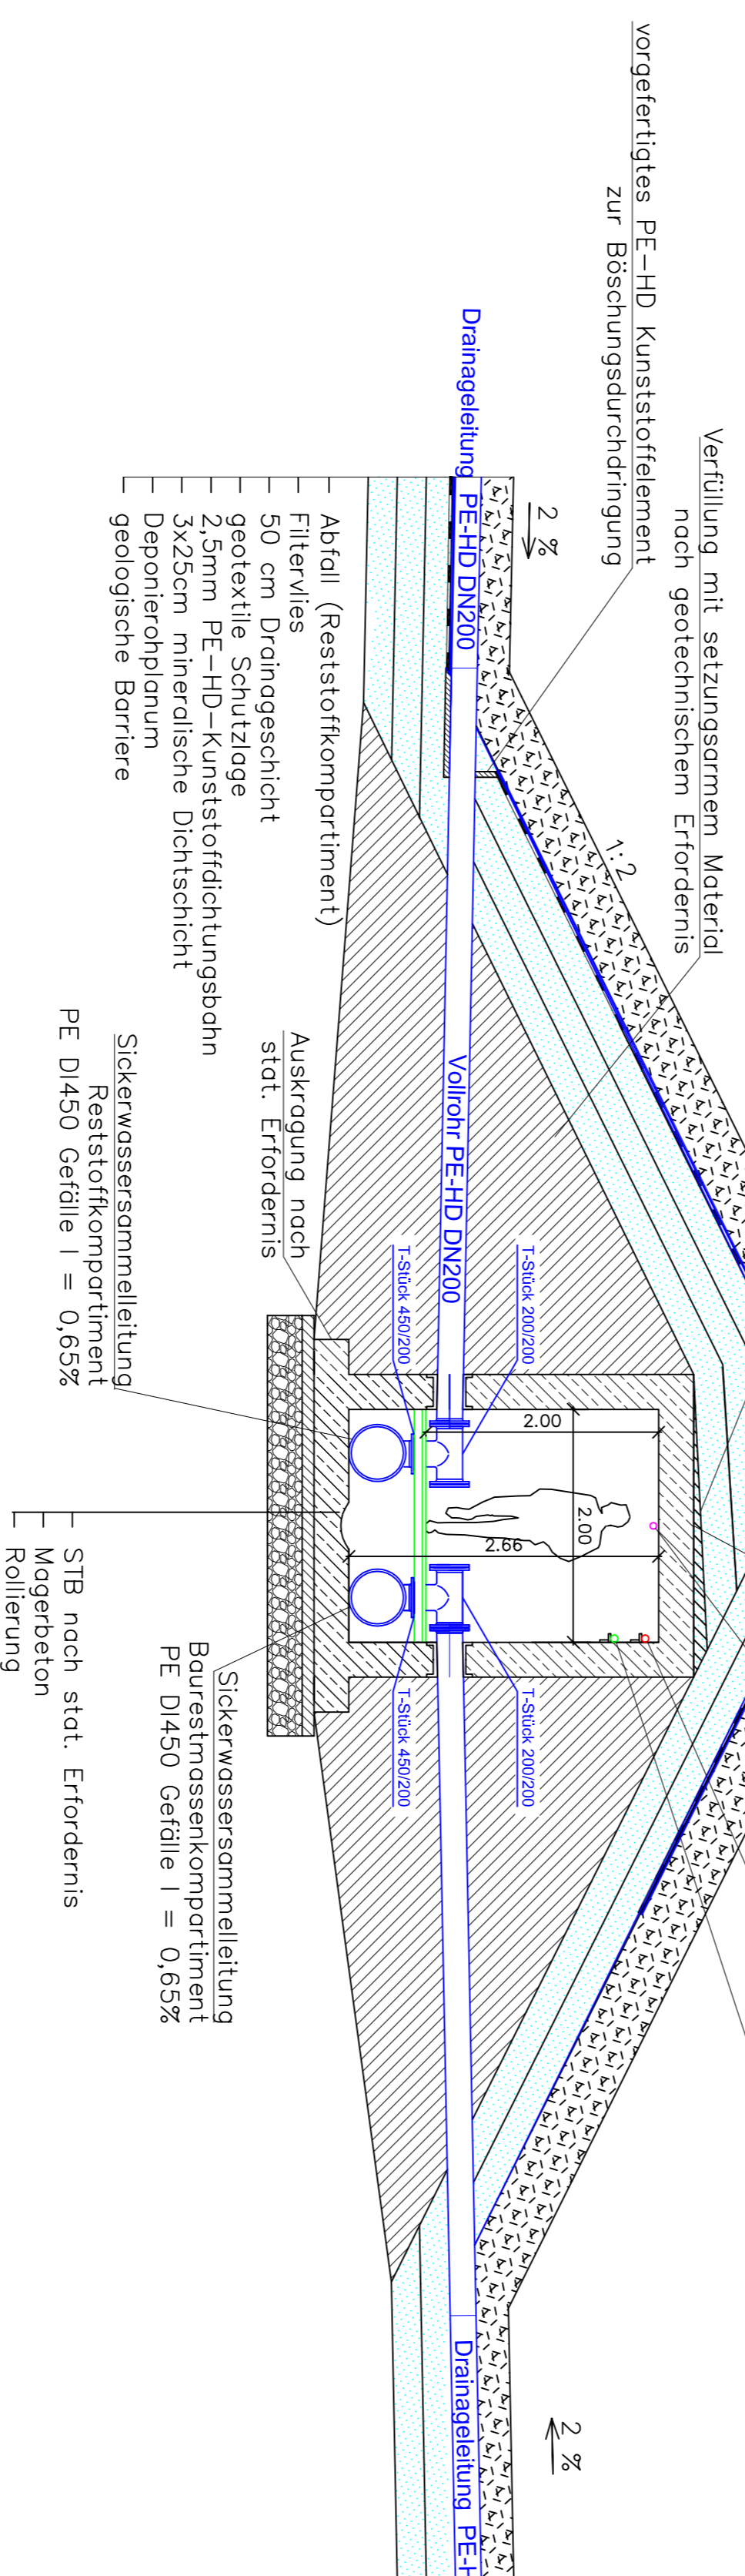 vorgefertigtes PE-HD Kunststoffelement
zur Böschungsdurchdringung
Verfüllung mit setzungsarmem Material
nach geotechnischem Erfordernis
2 %
1:2
Drainageleitung PE-HD DN200
Vollrohr PE-HD DN200
Abfall (Reststoffkompartiment)
Filtervlies
50 cm Drainageschicht
geotextile Schutzlage
2,5mm PE-HD-Kunststoffdichtungsbahn
3x25cm mineralische Dichtschicht
Deponierohplanum
geologische Barriere
Auskragung nach
stat. Erfordernis
Sickerwassersammelleitung
Reststoffkompartiment
PE DI450 Gefälle I = 0,65%
T-Stück 200/200
T-Stück 450/200
2.00
2.00
2.66
T-Stück 200/200
T-Stück 450/200
Sickerwassersammelleitung
Baurestmassenkompartiment
PE DI450 Gefälle I = 0,65%
STB nach stat. Erfordernis
Magerbeton
Rollierung
2 %
Drainageleitung